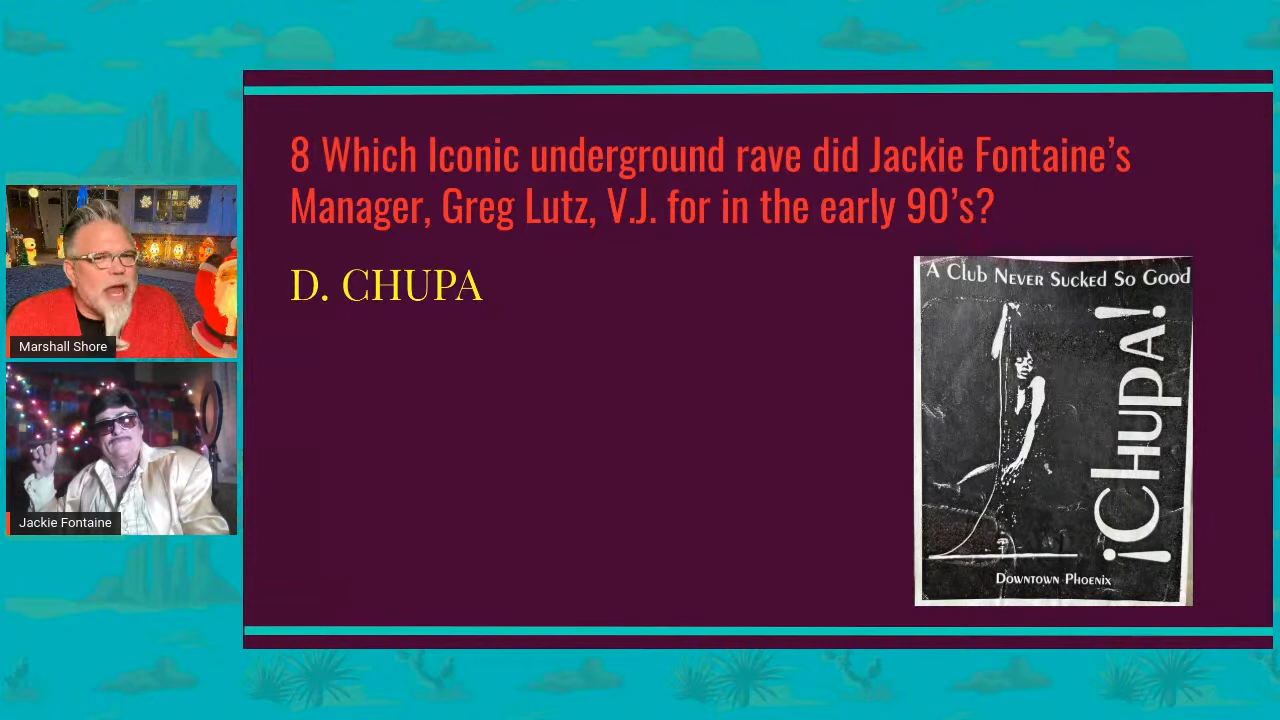 8 Which Iconic underground rave did Jackie Fontaine’s
Manager, Greg Lutz, V.J. for in the early 90’s?
D. CHUPA
A Club Never Sucked So Good
¡Chupa!
Downtown Phoenix
Marshall Shore
Jackie Fontaine